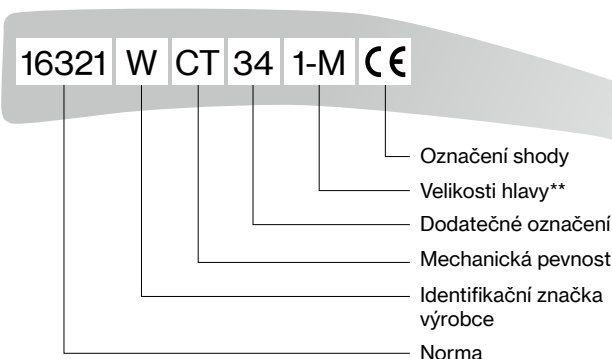 16321 W CT 34 1-M CE
Označení shody
Velikosti hlavy**
Dodatečné označení
Mechanická pevnost
Identifikační značka
výrobce
Norma